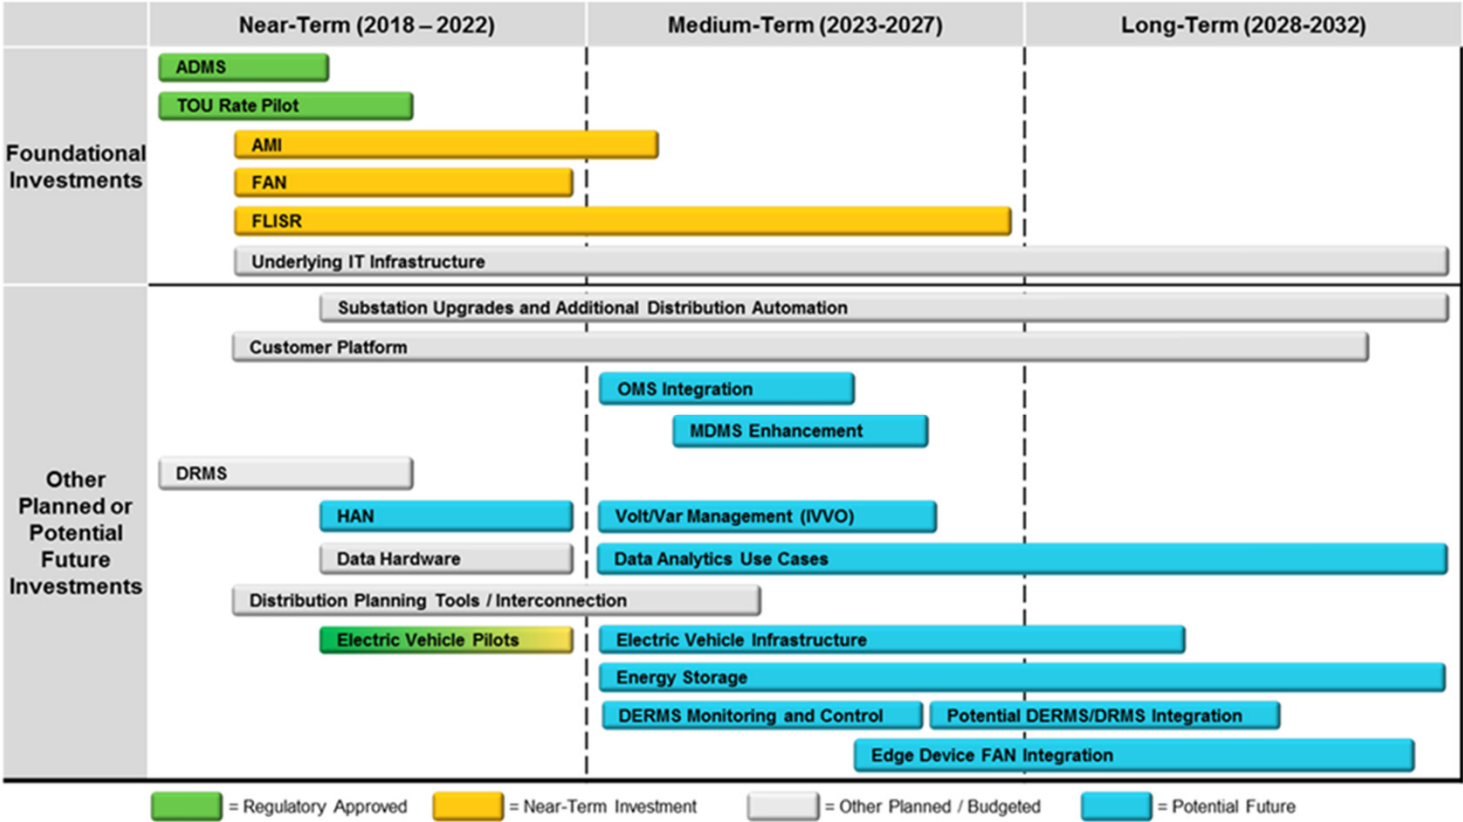 Near-Term (2018 – 2022)
Medium-Term (2023-2027)
Long-Term (2028-2032)
Foundational
Investments
ADMS
TOU Rate Pilot
AMI
FAN
FLISR
Underlying IT Infrastructure
Other
Planned or
Potential
Future
Investments
Substation Upgrades and Additional Distribution Automation
Customer Platform
OMS Integration
MDMS Enhancement
DRMS
HAN
Volt/Var Management (IVVO)
Data Hardware
Data Analytics Use Cases
Distribution Planning Tools / Interconnection
Electric Vehicle Pilots
Electric Vehicle Infrastructure
Energy Storage
DERMS Monitoring and Control
Potential DERMS/DRMS Integration
Edge Device FAN Integration
= Regulatory Approved
= Near-Term Investment
= Other Planned / Budgeted
= Potential Future